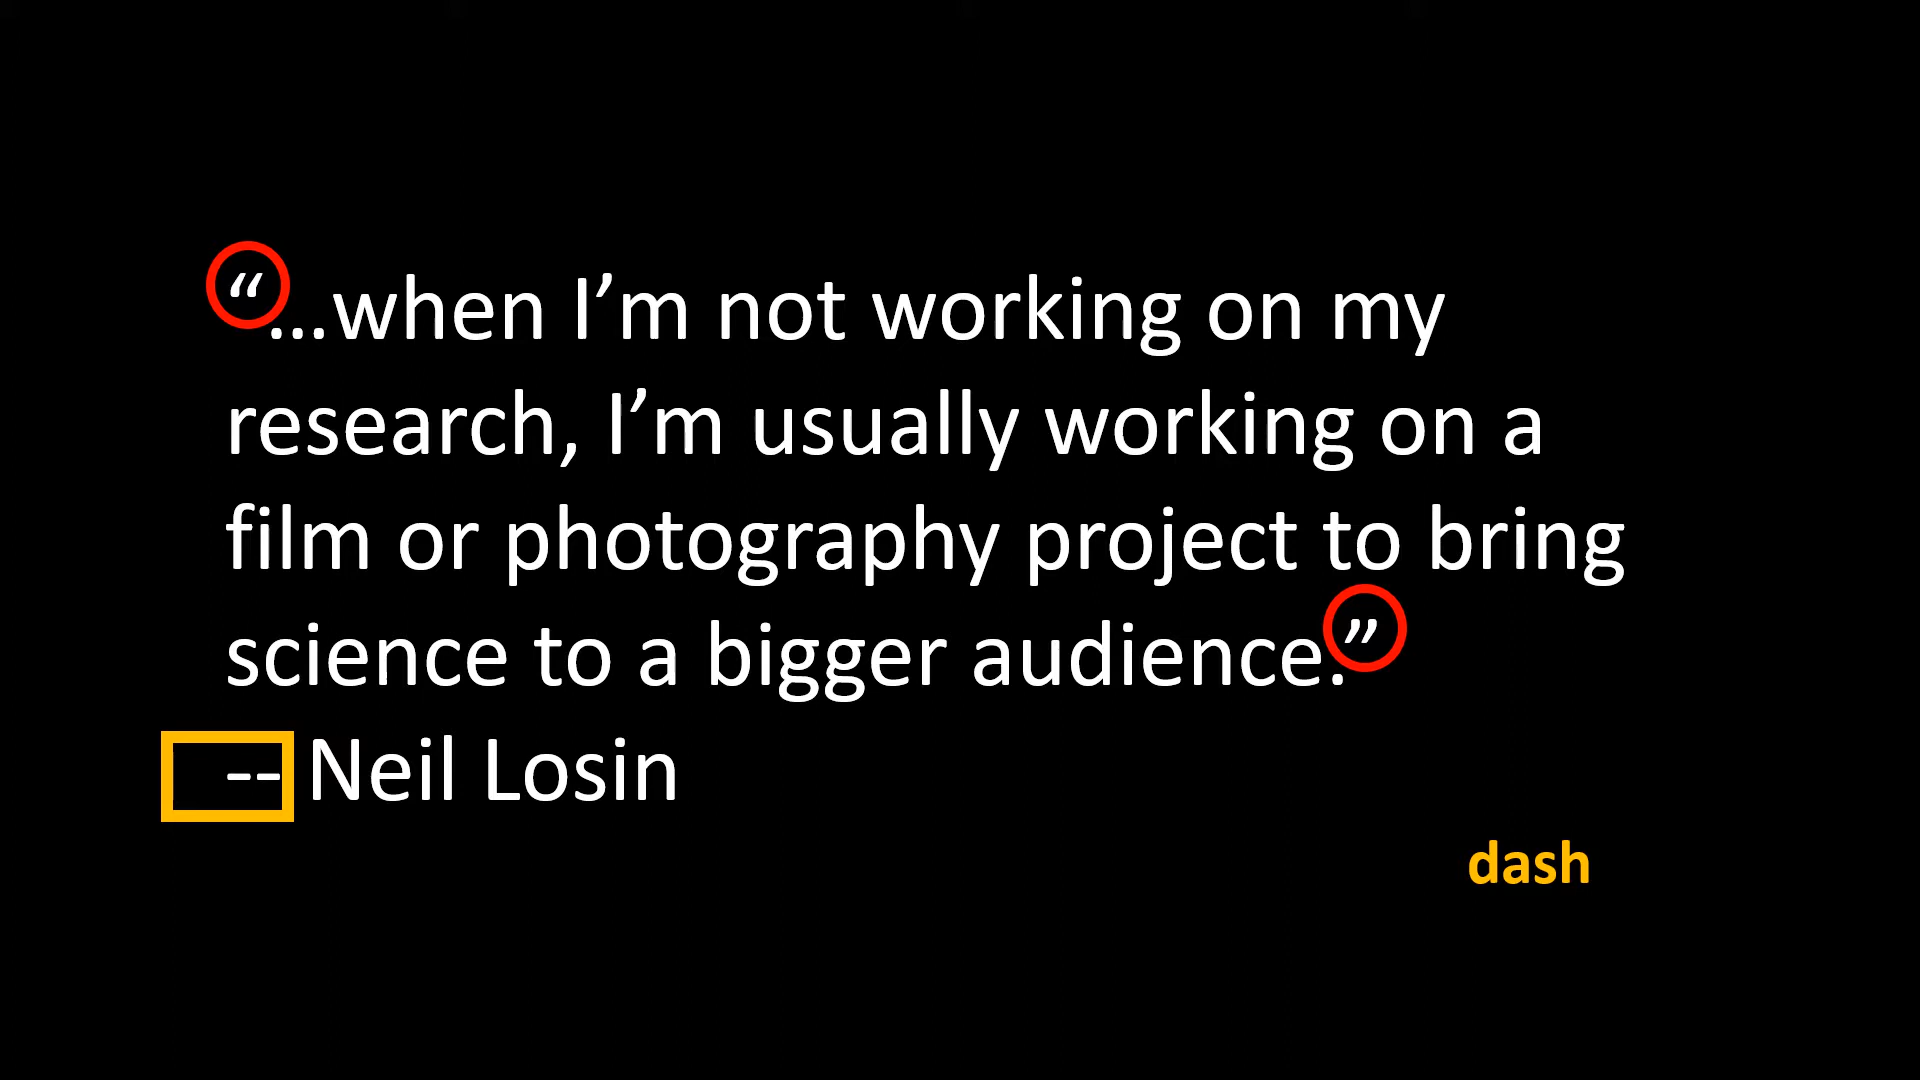 “…when I’m not working on my
research, I’m usually working on a
film or photography project to bring
science to a bigger audience.”
-- Neil Losin
dash